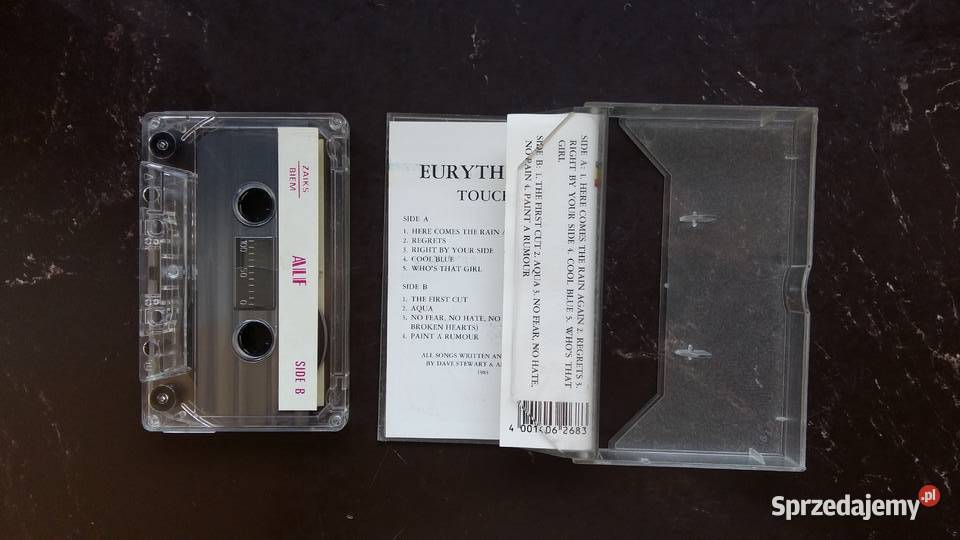 ZAIKS
BIEM
ALF
SIDE B
100 50 0
EURYTH
TOUC
SIDE A
1. HERE COMES THE RAIN A
2. REGRETS
3. RIGHT BY YOUR SIDE
4. COOL BLUE
5. WHO'S THAT GIRL
SIDE B
1. THE FIRST CUT
2. AQUA
3. NO FEAR, NO HATE, NO
BROKEN HEARTS)
4. PAINT A RUMOUR
ALL SONGS WRITTEN AN
BY DAVE STEWART & A
1983
SIDE A: 1. HERE COMES THE RAIN AGAIN 2. REGRETS 3.
RIGHT BY YOUR SIDE 4. COOL BLUE 5. WHO'S THAT
GIRL
SIDE B: 1. THE FIRST CUT 2. AQUA 3. NO FEAR, NO HATE,
NO PAIN 4. PAINT A RUMOUR
4 001406 2683
Sprzedajemy.pl